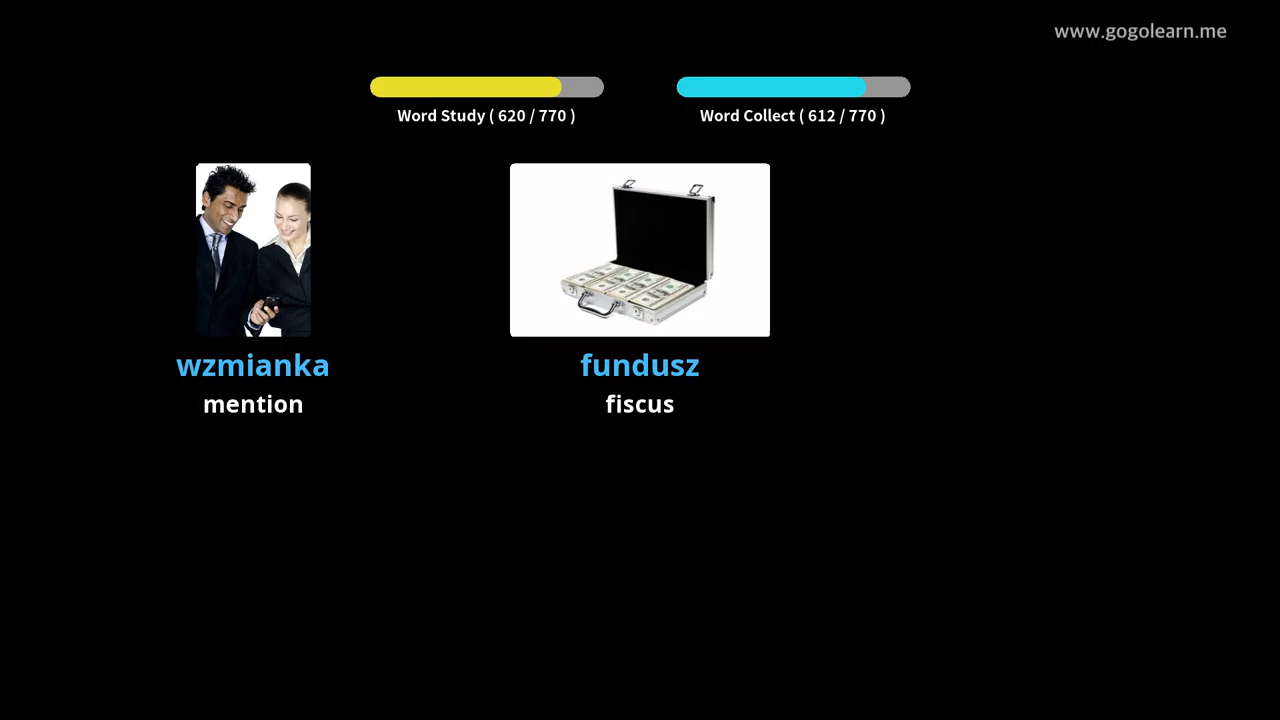 www.gogolearn.me
Word Study ( 620 / 770 )
Word Collect ( 612 / 770 )
wzmianka
mention
fundusz
fiscus